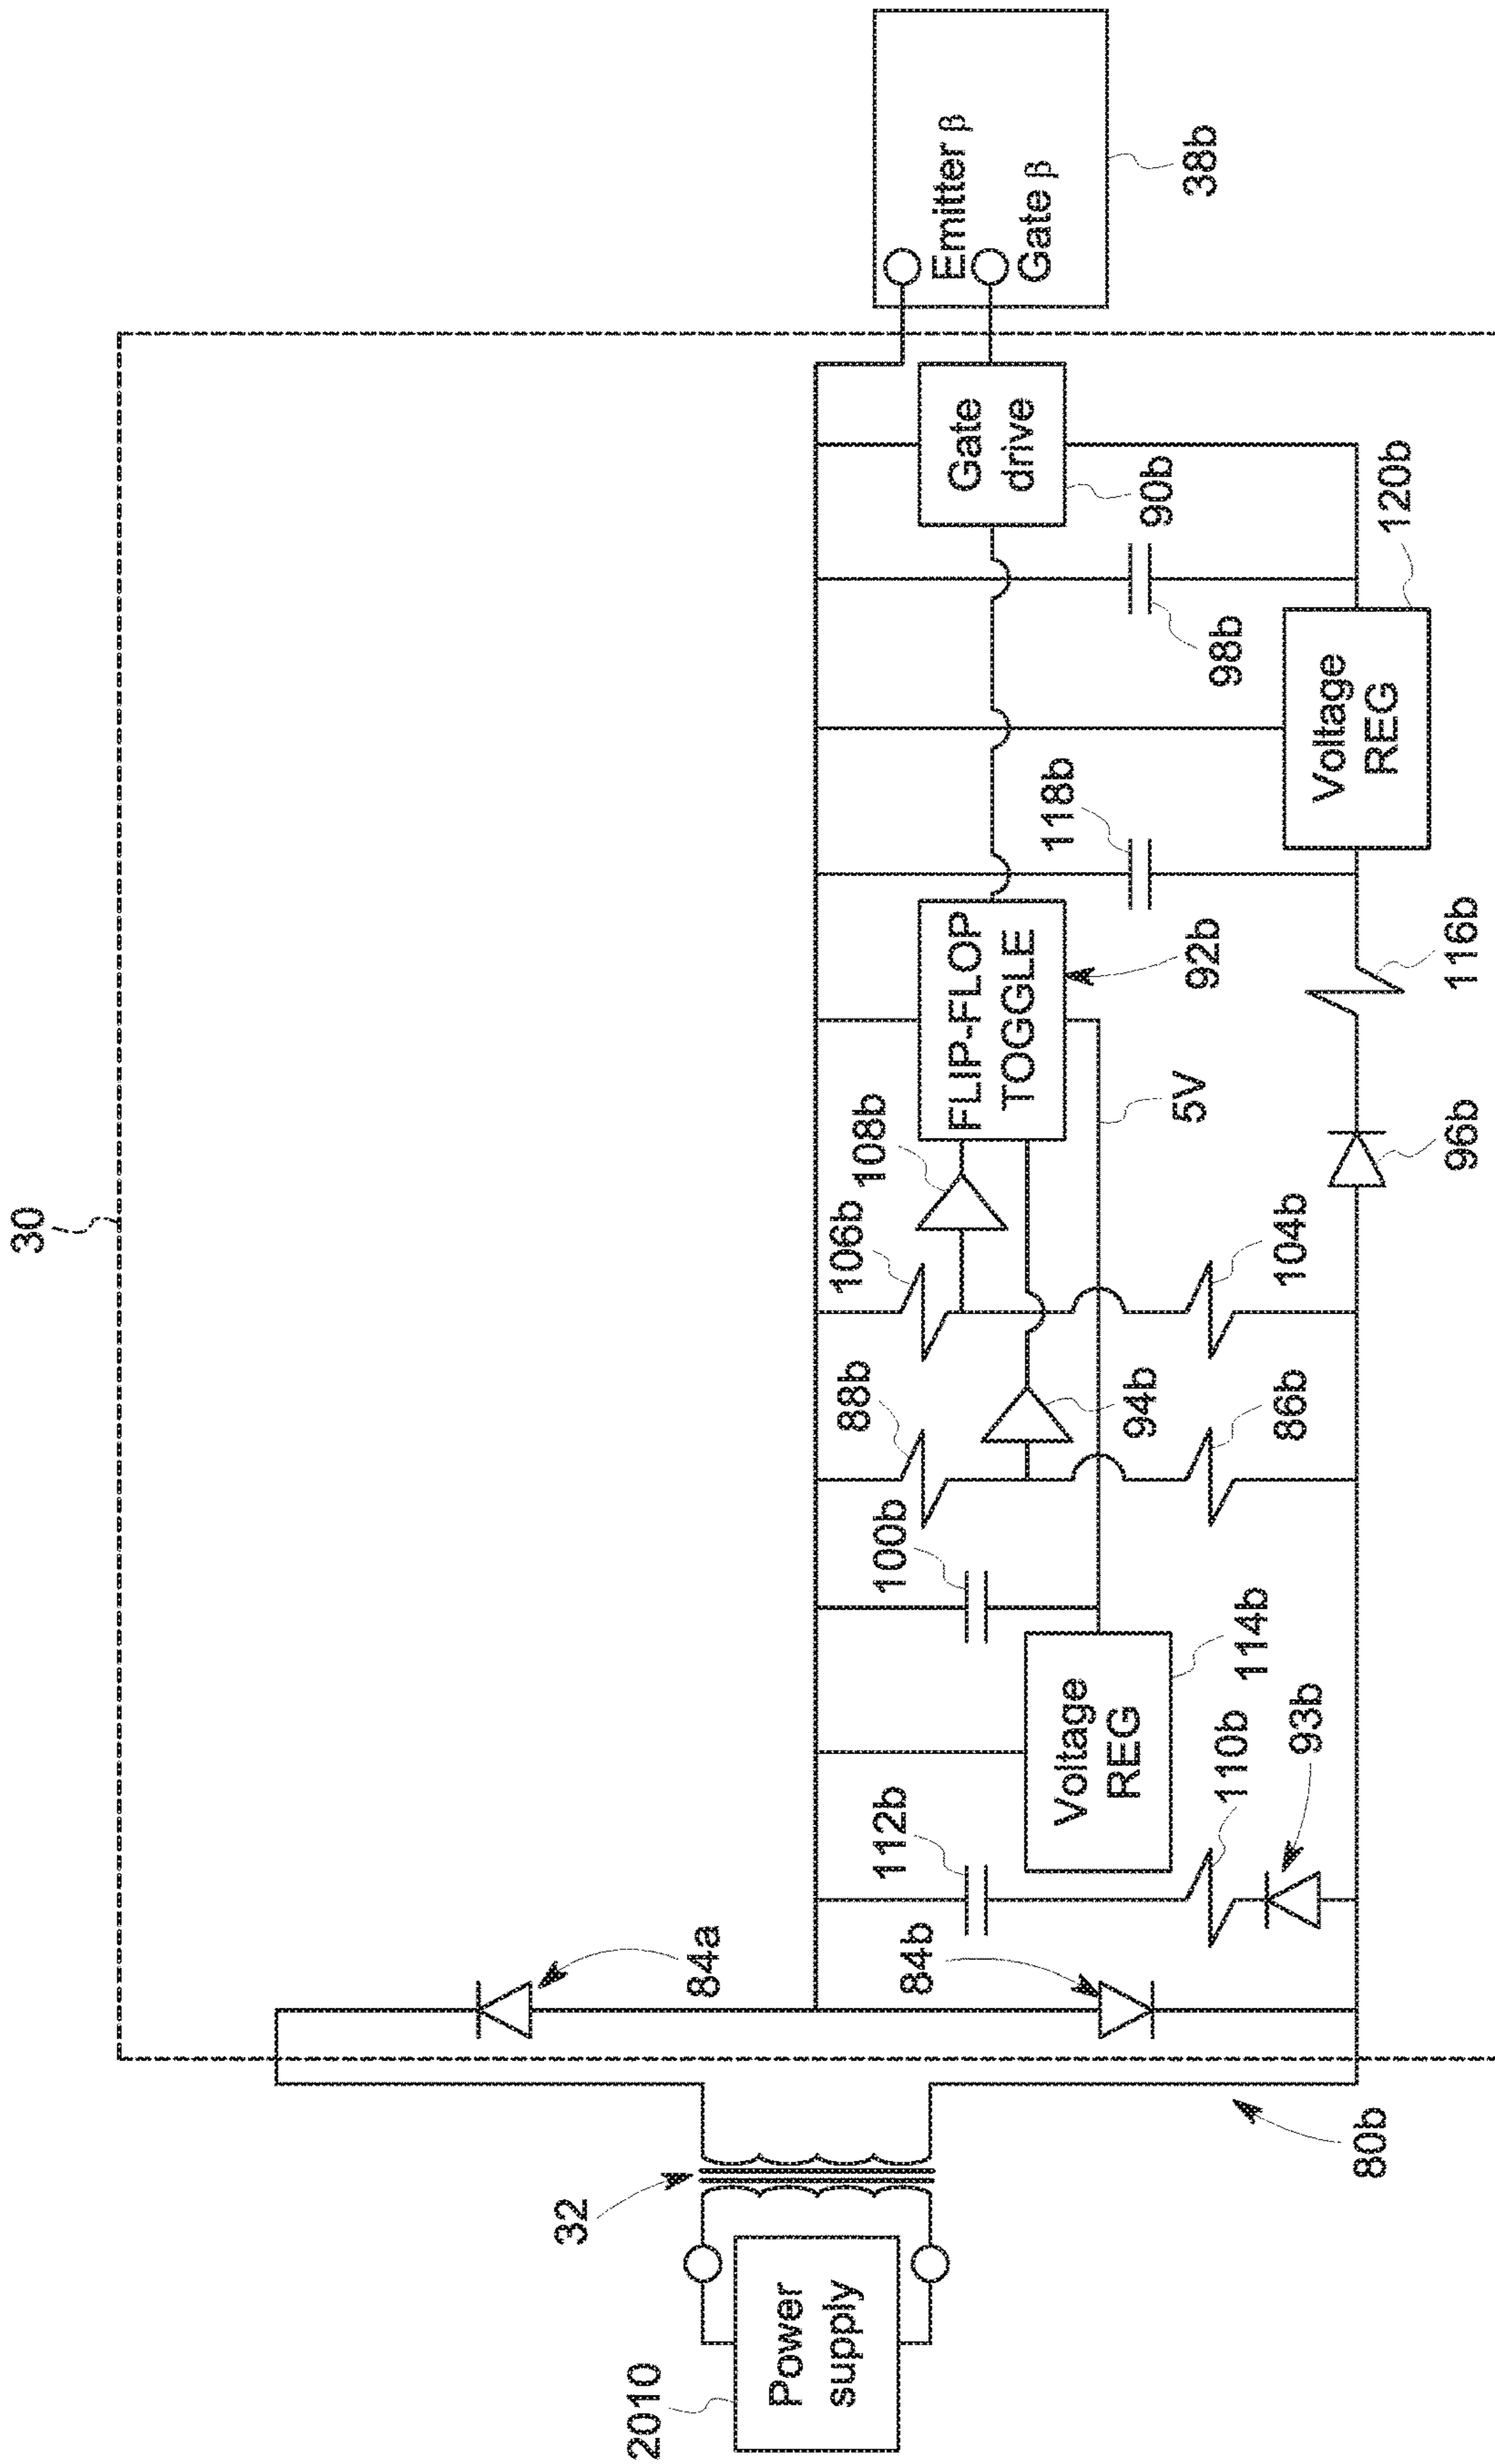 30
2010
Power
supply
32
80b
84a
84b
93b
110b
112b
Voltage
REG
114b
100b
88b
94b
86b
106b
108b
104b
5V
FLIP-FLOP
TOGGLE
92b
96b
116b
118b
Voltage
REG
120b
98b
90b
Gate
drive
Emitter β
Gate β
38b